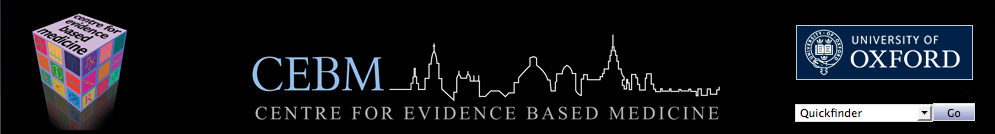 centre for
evidence
based
medicine
CEBM
CENTRE FOR EVIDENCE BASED MEDICINE
UNIVERSITY OF
OXFORD
Quickfinder
Go